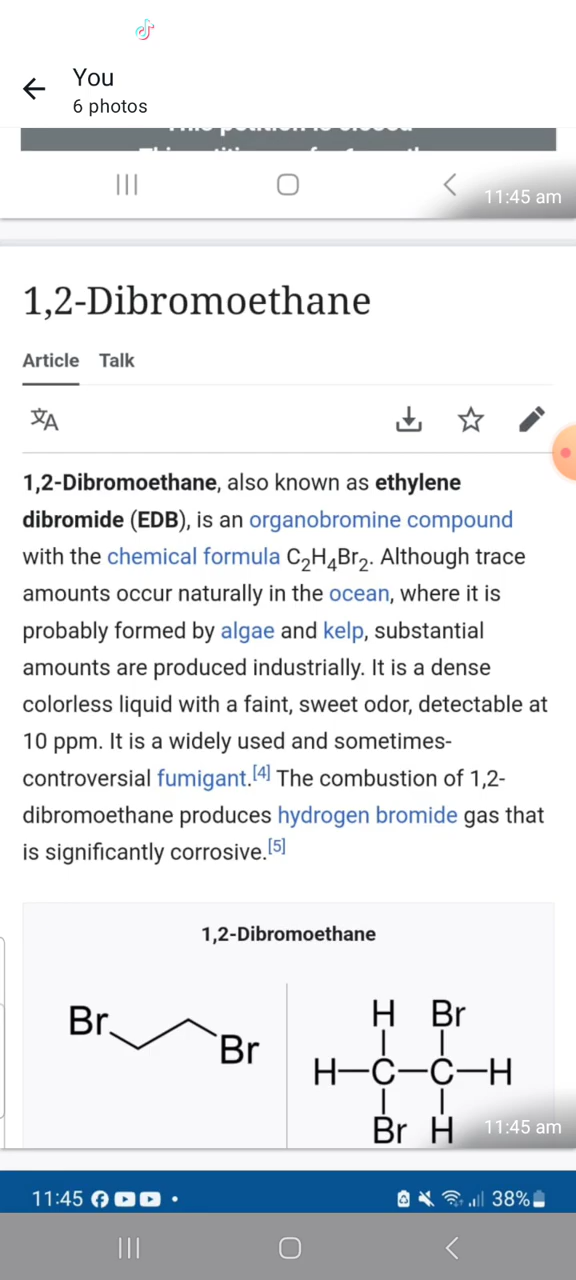 You
6 photos
11:45 am
1,2-Dibromoethane
Article Talk
1,2-Dibromoethane, also known as ethylene
dibromide (EDB), is an organobromine compound
with the chemical formula C₂H₄Br₂. Although trace
amounts occur naturally in the ocean, where it is
probably formed by algae and kelp, substantial
amounts are produced industrially. It is a dense
colorless liquid with a faint, sweet odor, detectable at
10 ppm. It is a widely used and sometimes-
controversial fumigant.[4] The combustion of 1,2-
dibromoethane produces hydrogen bromide gas that
is significantly corrosive.[5]
1,2-Dibromoethane
Br
Br
H Br
H—C—C—H
Br H
11:45 am
11:45
38%